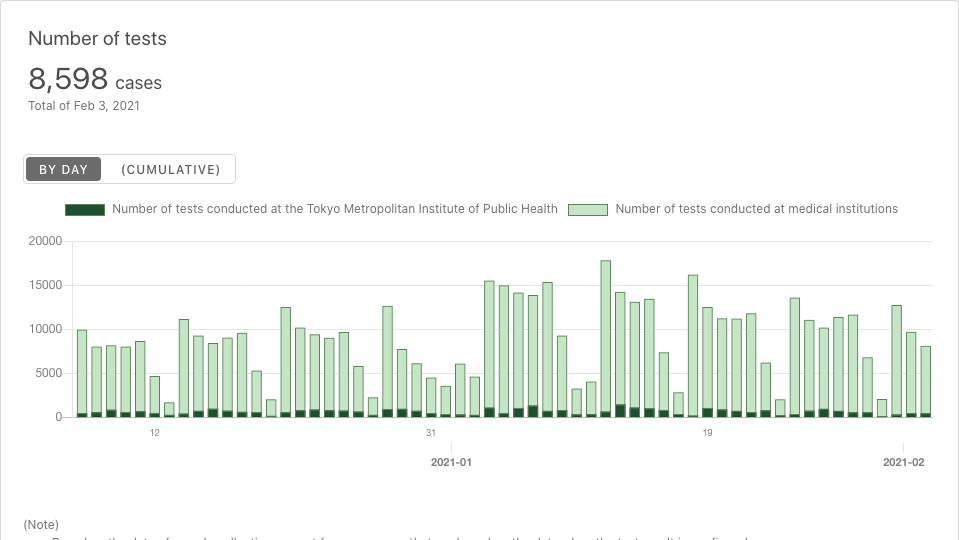 Number of tests
8,598 cases
Total of Feb 3, 2021
BY DAY (CUMULATIVE)
Number of tests conducted at the Tokyo Metropolitan Institute of Public Health Number of tests conducted at medical institutions
20000
15000
10000
5000
0
12 31 19
2021-01 2021-02
(Note)